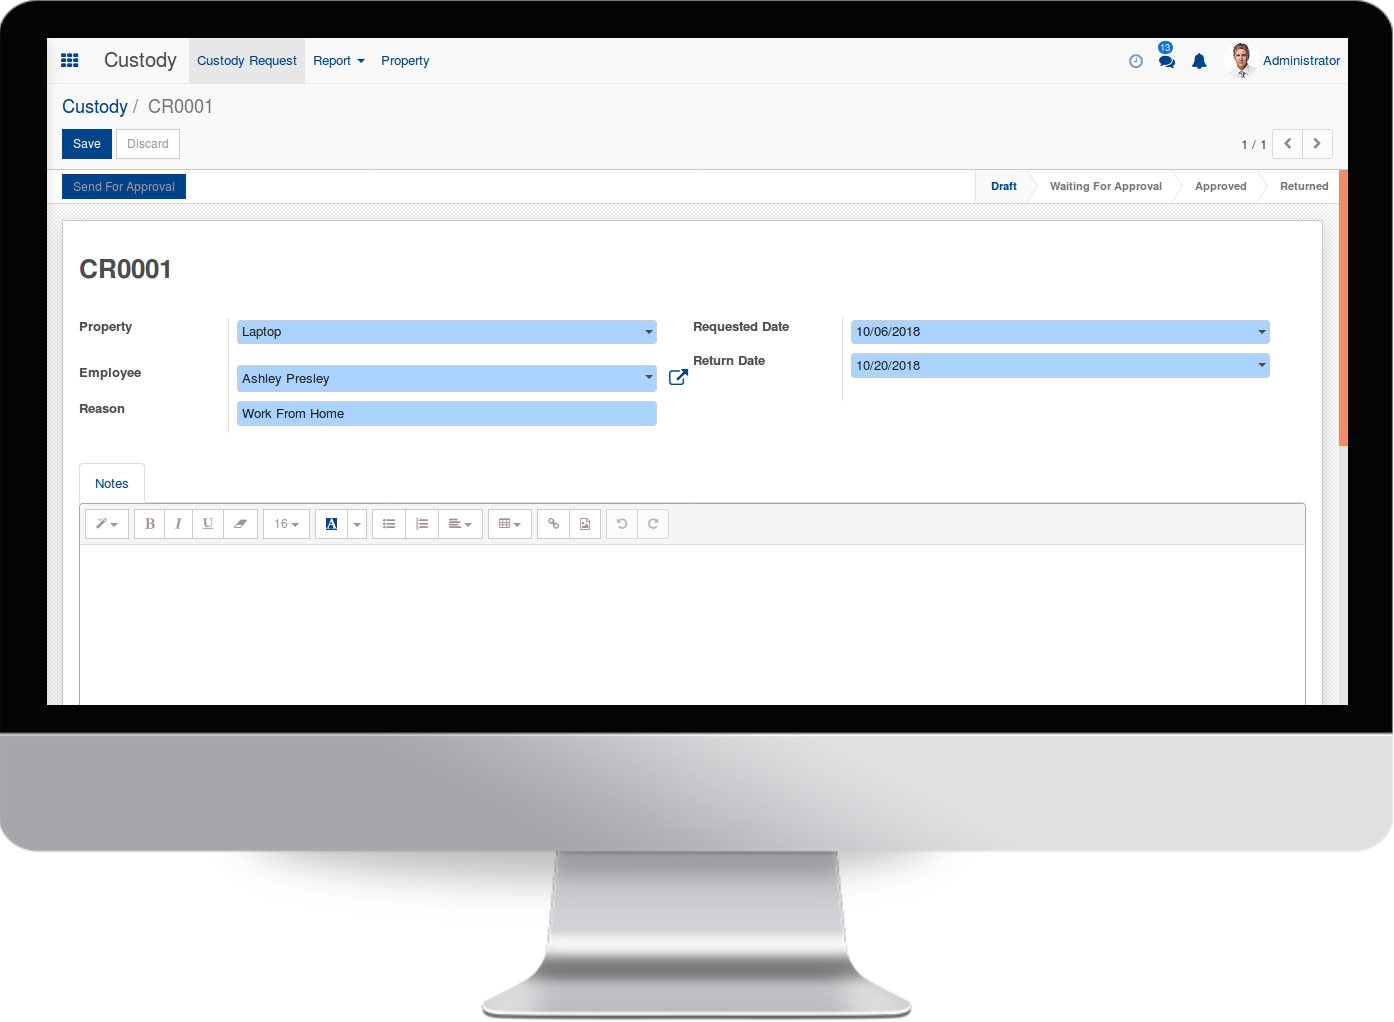 Custody Custody Request Report Property 13 Administrator
Custody / CR0001
Save Discard 1 / 1
Send For Approval Draft Waiting For Approval Approved Returned
CR0001
Property Laptop Requested Date 10/06/2018
Return Date 10/20/2018
Employee Ashley Presley
Reason Work From Home
Notes
B I U 16 A